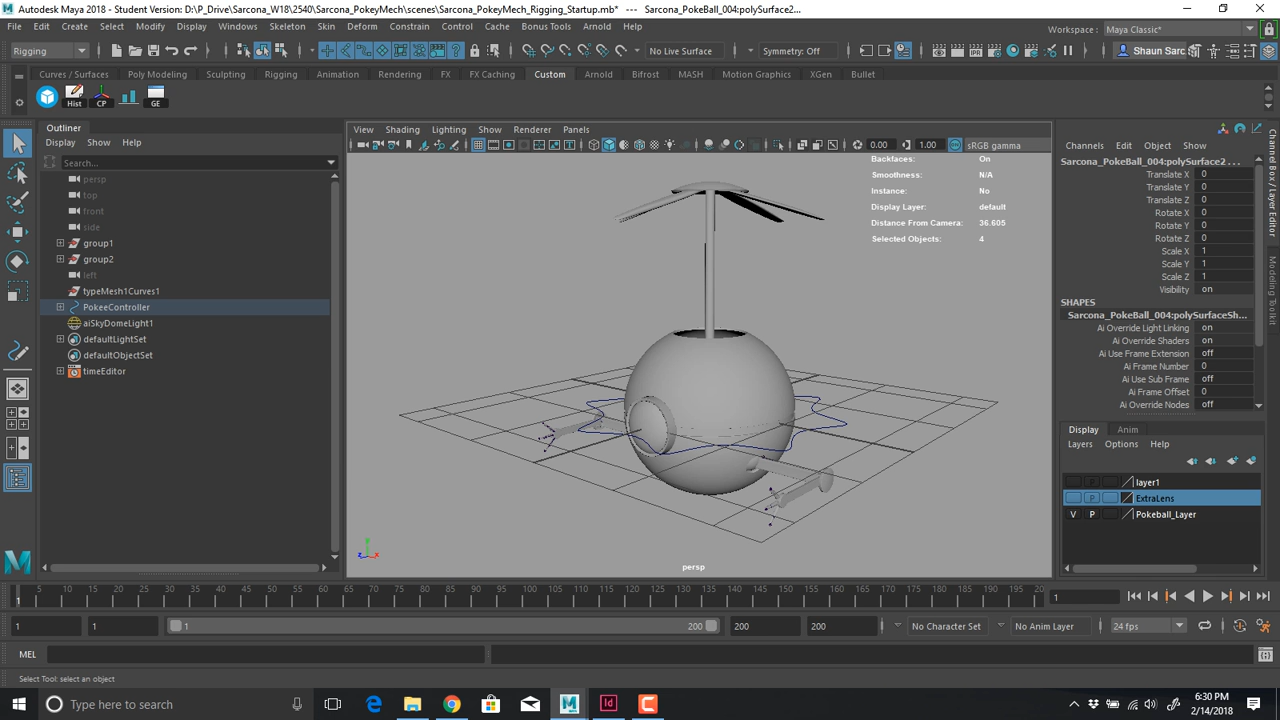 Autodesk Maya 2018 - Student Version: D:\P_Drive\Sarcona_W18\2540\Sarcona_PokeyMech\scenes\Sarcona_PokeyMech_Rigging_Startup.mb* --- Sarcona_PokeBall_004:polySurface2...
File Edit Create Select Modify Display Windows Skeleton Skin Deform Constrain Control Cache Bonus Tools Arnold Help
Workspace : Maya Classic*
Rigging No Live Surface Symmetry: Off Shaun Sarc
Curves / Surfaces Poly Modeling Sculpting Rigging Animation Rendering FX FX Caching Custom Arnold Bifrost MASH Motion Graphics XGen Bullet
Hist CP GE
Outliner
Display Show Help
Search...
persp
top
front
side
group1
group2
left
typeMesh1Curves1
PokeeController
aiSkyDomeLight1
defaultLightSet
defaultObjectSet
timeEditor
View Shading Lighting Show Renderer Panels
0.00 1.00 sRGB gamma
Backfaces: On
Smoothness: N/A
Instance: No
Display Layer: default
Distance From Camera: 36.605
Selected Objects: 4
persp
Channels Edit Object Show
Sarcona_PokeBall_004:polySurface2 . . .
Translate X 0
Translate Y 0
Translate Z 0
Rotate X 0
Rotate Y 0
Rotate Z 0
Scale X 1
Scale Y 1
Scale Z 1
Visibility on
SHAPES
Sarcona_PokeBall_004:polySurfaceSh...
Ai Override Light Linking on
Ai Override Shaders on
Ai Use Frame Extension off
Ai Frame Number 0
Ai Use Sub Frame off
Ai Frame Offset 0
Ai Override Nodes off
Channel Box / Layer Editor
Modeling Toolkit
Display Anim
Layers Options Help
P layer1
P ExtraLens
V P Pokeball_Layer
1 5 10 15 20 25 30 35 40 45 50 55 60 65 70 75 80 85 90 95 100 105 110 115 120 125 130 135 140 145 150 155 160 165 170 175 180 185 190 195 20
1
1 1 1 200 200 200 No Character Set No Anim Layer 24 fps
MEL
Select Tool: select an object
Type here to search
6:30 PM
2/14/2018